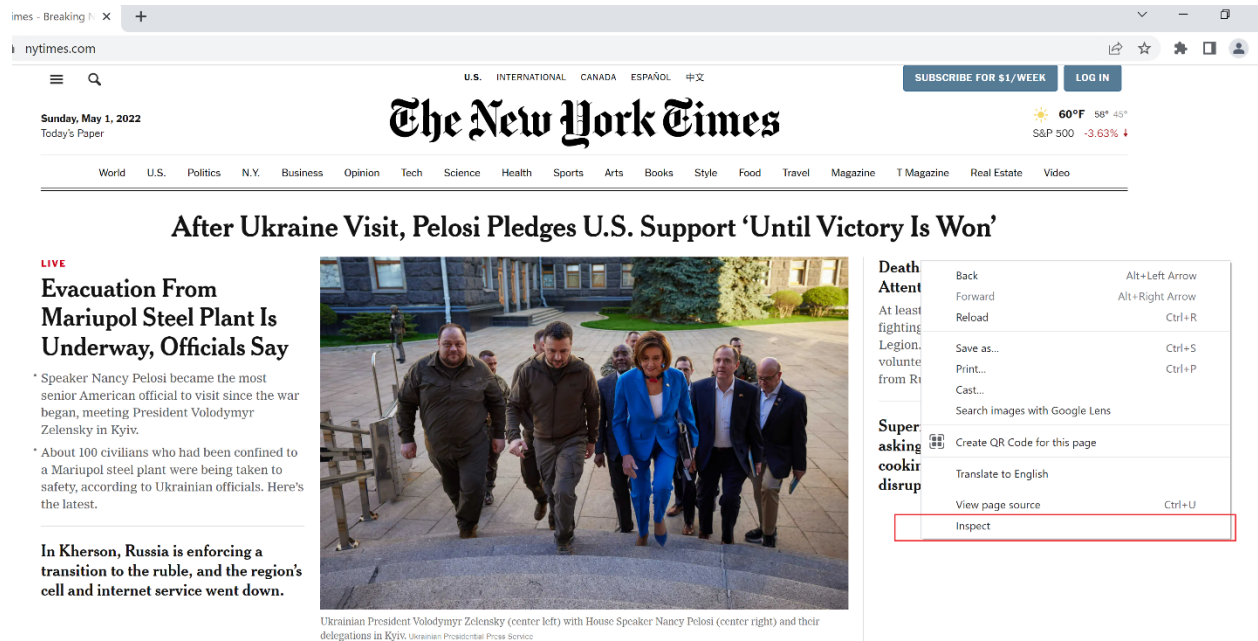 imes - Breaking N
nytimes.com
U.S. INTERNATIONAL CANADA ESPAÑOL 中文
SUBSCRIBE FOR $1/WEEK
LOG IN
Sunday, May 1, 2022
Today's Paper
The New York Times
60°F 58° 45°
S&P 500 -3.63%
World U.S. Politics N.Y. Business Opinion Tech Science Health Sports Arts Books Style Food Travel Magazine T Magazine Real Estate Video
After Ukraine Visit, Pelosi Pledges U.S. Support ‘Until Victory Is Won’
LIVE
Evacuation From
Mariupol Steel Plant Is
Underway, Officials Say
Speaker Nancy Pelosi became the most
senior American official to visit since the war
began, meeting President Volodymyr
Zelensky in Kyiv.
About 100 civilians who had been confined to
a Mariupol steel plant were being taken to
safety, according to Ukrainian officials. Here's
the latest.
In Kherson, Russia is enforcing a
transition to the ruble, and the region's
cell and internet service went down.
Ukrainian President Volodymyr Zelensky (center left) with House Speaker Nancy Pelosi (center right) and their
delegations in Kyiv. Ukrainian Presidential Press Service
Death
Attent
At least
fighting
Legion.
volunte
from Ru
Super
asking
cookin
disrup
Back Alt+Left Arrow
Forward Alt+Right Arrow
Reload Ctrl+R
Save as... Ctrl+S
Print... Ctrl+P
Cast...
Search images with Google Lens
Create QR Code for this page
Translate to English
View page source Ctrl+U
Inspect